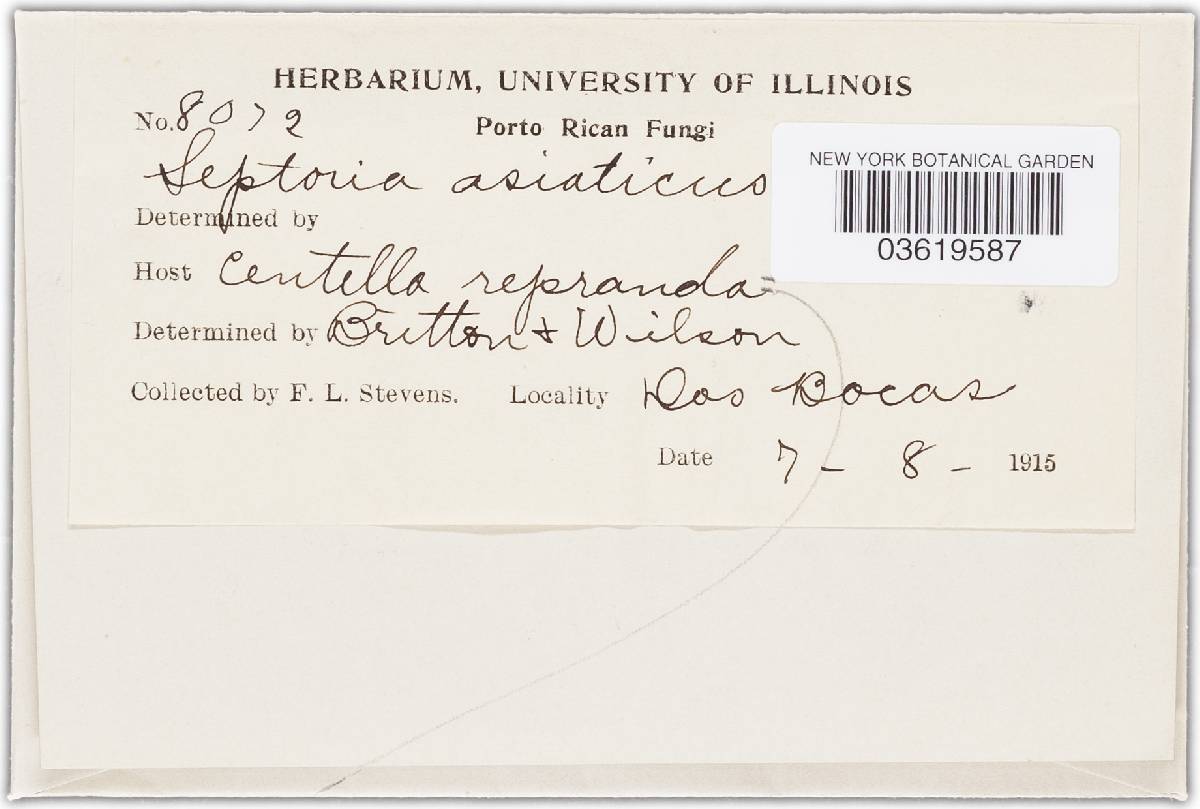 HERBARIUM, UNIVERSITY OF ILLINOIS
No. 8072
Porto Rican Fungi
Septoria asiaticus
NEW YORK BOTANICAL GARDEN
03619587
Determined by
Host Centella repranda
Determined by Britton & Wilson
Collected by F. L. Stevens. Locality Dos Bocas
Date 7 - 8 - 1915